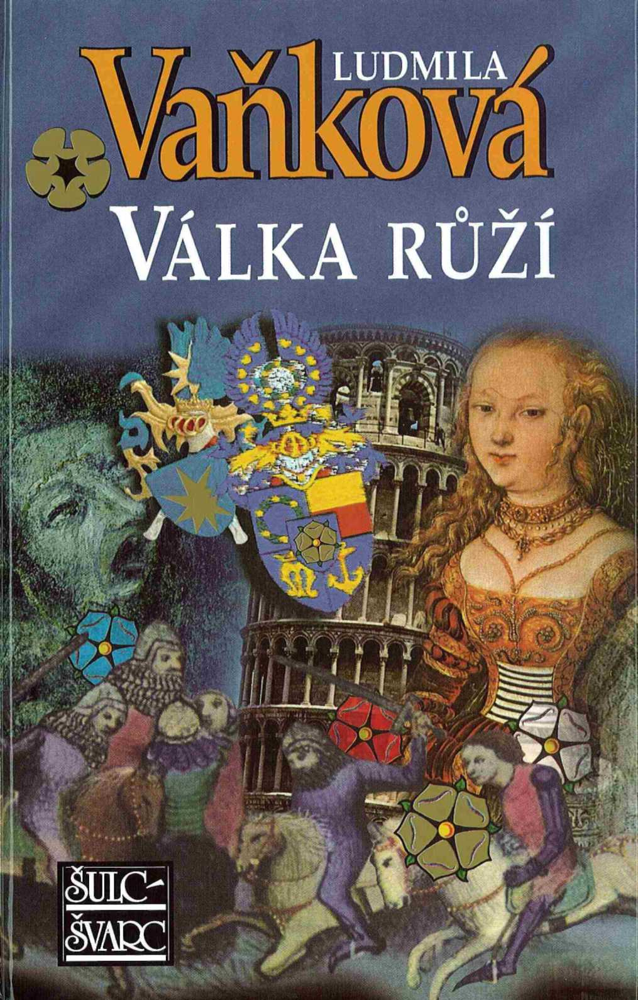 LUDMILA
Vaňková
VÁLKA RŮŽÍ
ŠULC-
ŠVARC